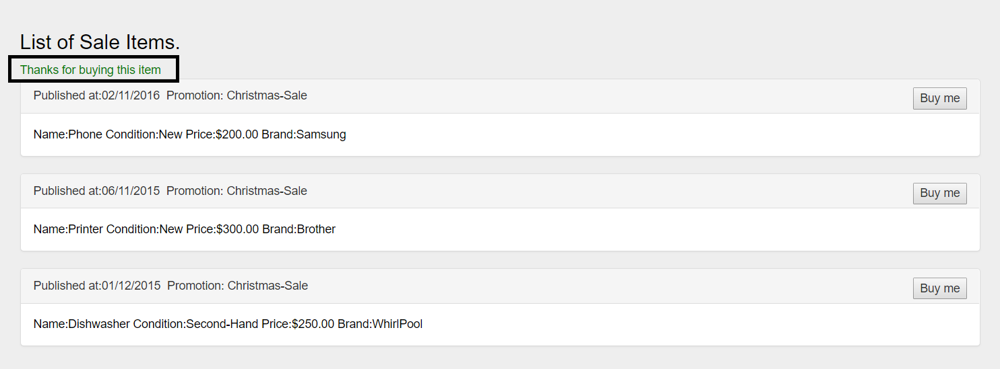 List of Sale Items.
Thanks for buying this item
Published at:02/11/2016  Promotion: Christmas-Sale
Buy me
Name:Phone Condition:New Price:$200.00 Brand:Samsung
Published at:06/11/2015  Promotion: Christmas-Sale
Buy me
Name:Printer Condition:New Price:$300.00 Brand:Brother
Published at:01/12/2015  Promotion: Christmas-Sale
Buy me
Name:Dishwasher Condition:Second-Hand Price:$250.00 Brand:WhirlPool